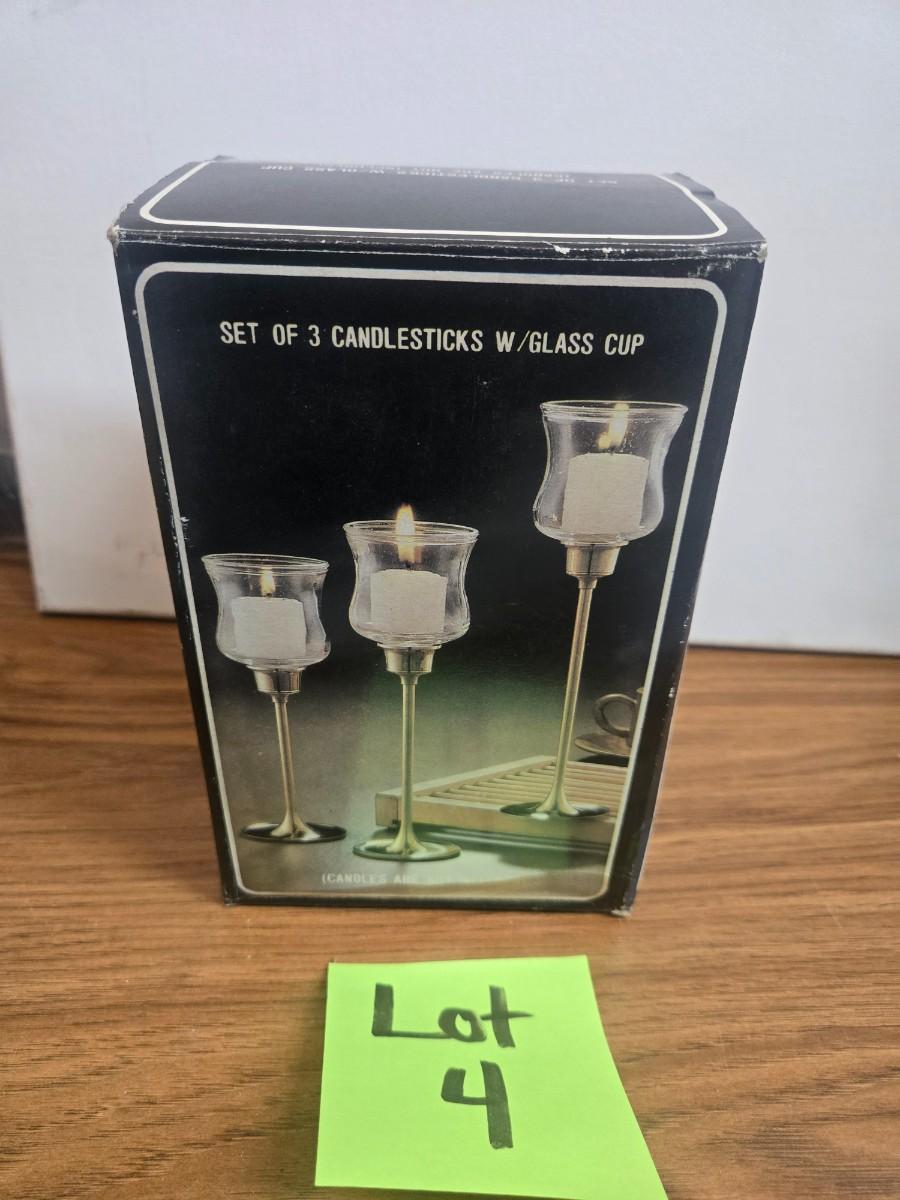 SET OF 3 CANDLESTICKS W/GLASS CUP
(CANDLES ARE
Lot
4